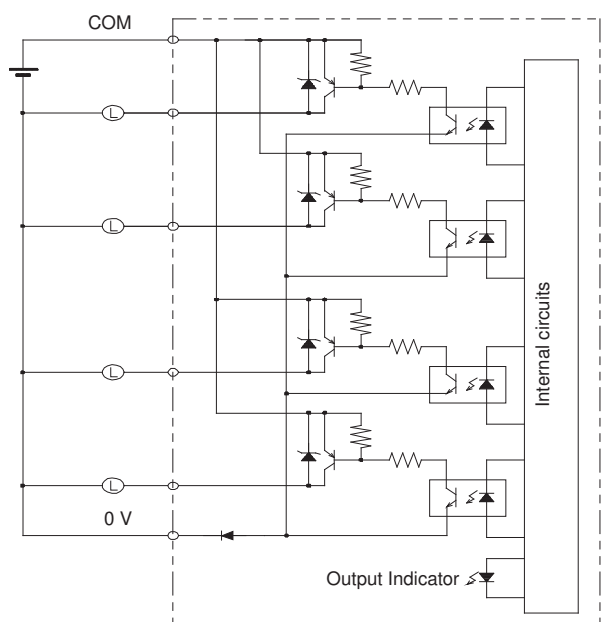 COM
L
L
L
L
0 V
Internal circuits
Output Indicator